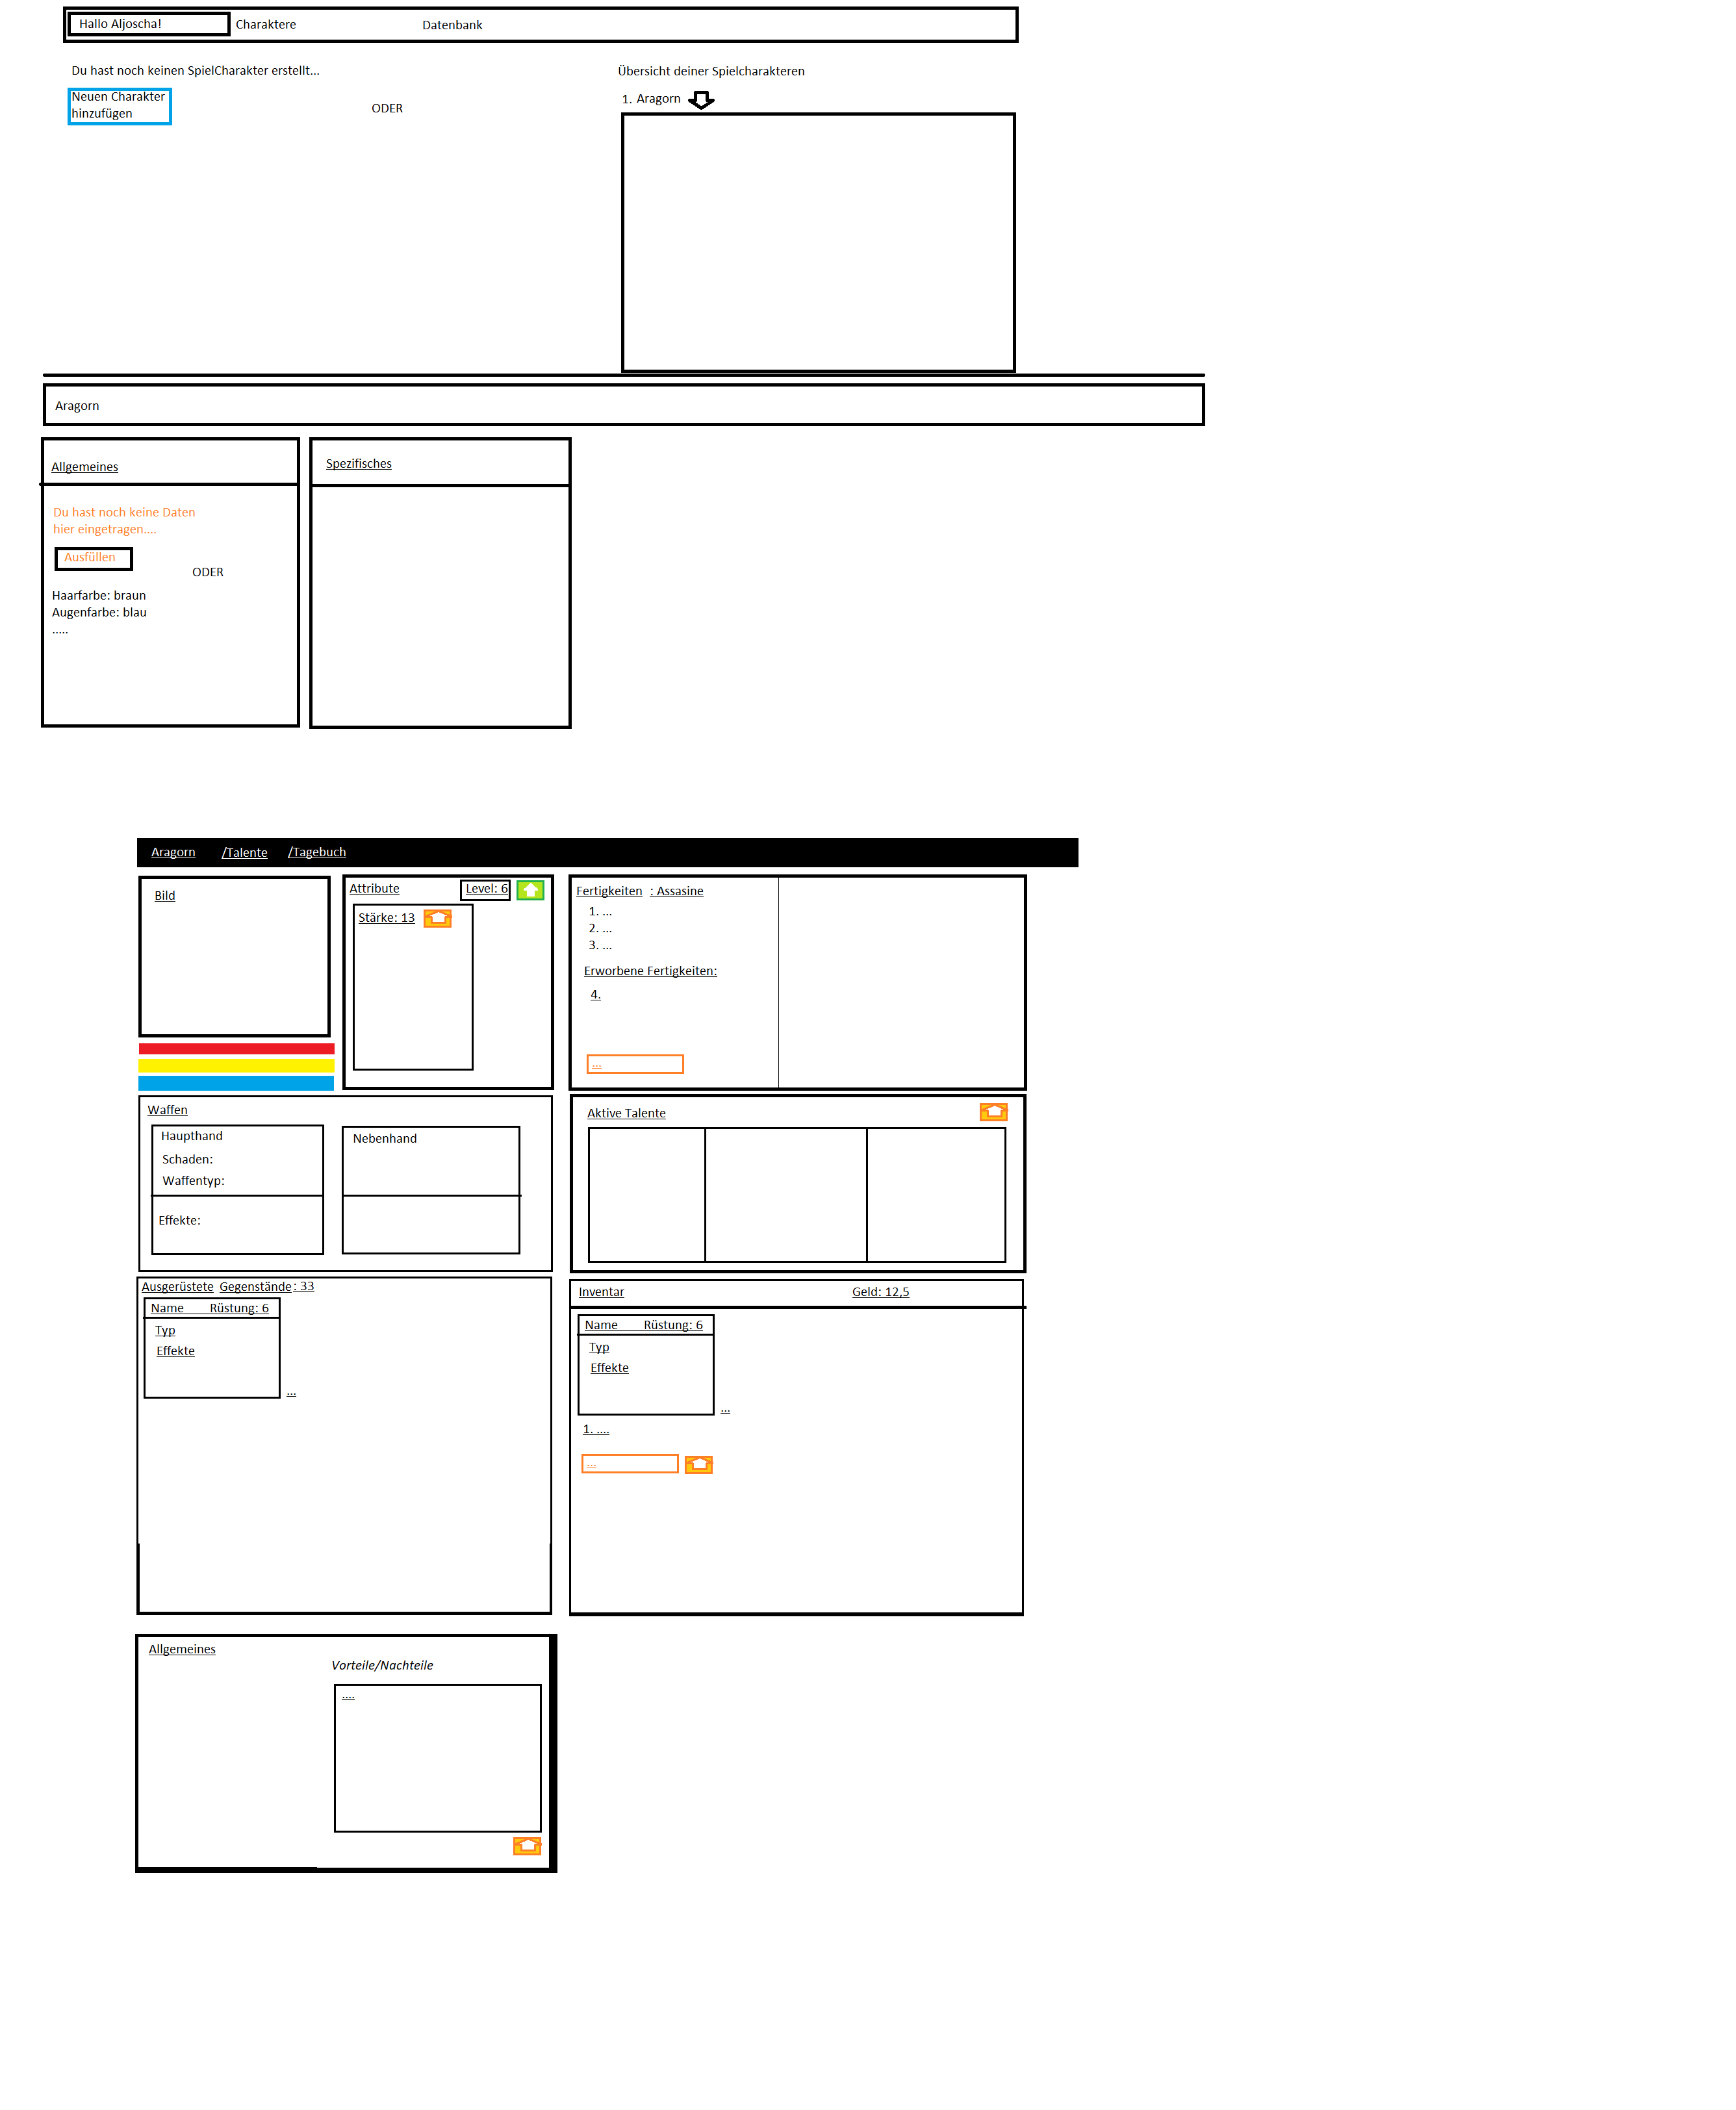 Hallo Aljoscha!
Charaktere
Datenbank
Du hast noch keinen SpielCharakter erstellt...
Neuen Charakter
hinzufügen
ODER
Übersicht deiner Spielcharakteren
1. Aragorn
Aragorn
Allgemeines
Du hast noch keine Daten
hier eingetragen....
Ausfüllen
ODER
Haarfarbe: braun
Augenfarbe: blau
.....
Spezifisches
Aragorn /Talente /Tagebuch
Bild
Attribute
Level: 6
Stärke: 13
Fertigkeiten : Assasine
1. ...
2. ...
3. ...
Erworbene Fertigkeiten:
4.
...
Waffen
Haupthand
Schaden:
Waffentyp:
Effekte:
Nebenhand
Aktive Talente
Ausgerüstete Gegenstände: 33
Name Rüstung: 6
Typ
Effekte
...
Inventar
Geld: 12,5
Name Rüstung: 6
Typ
Effekte
...
1. ....
...
Allgemeines
Vorteile/Nachteile
....